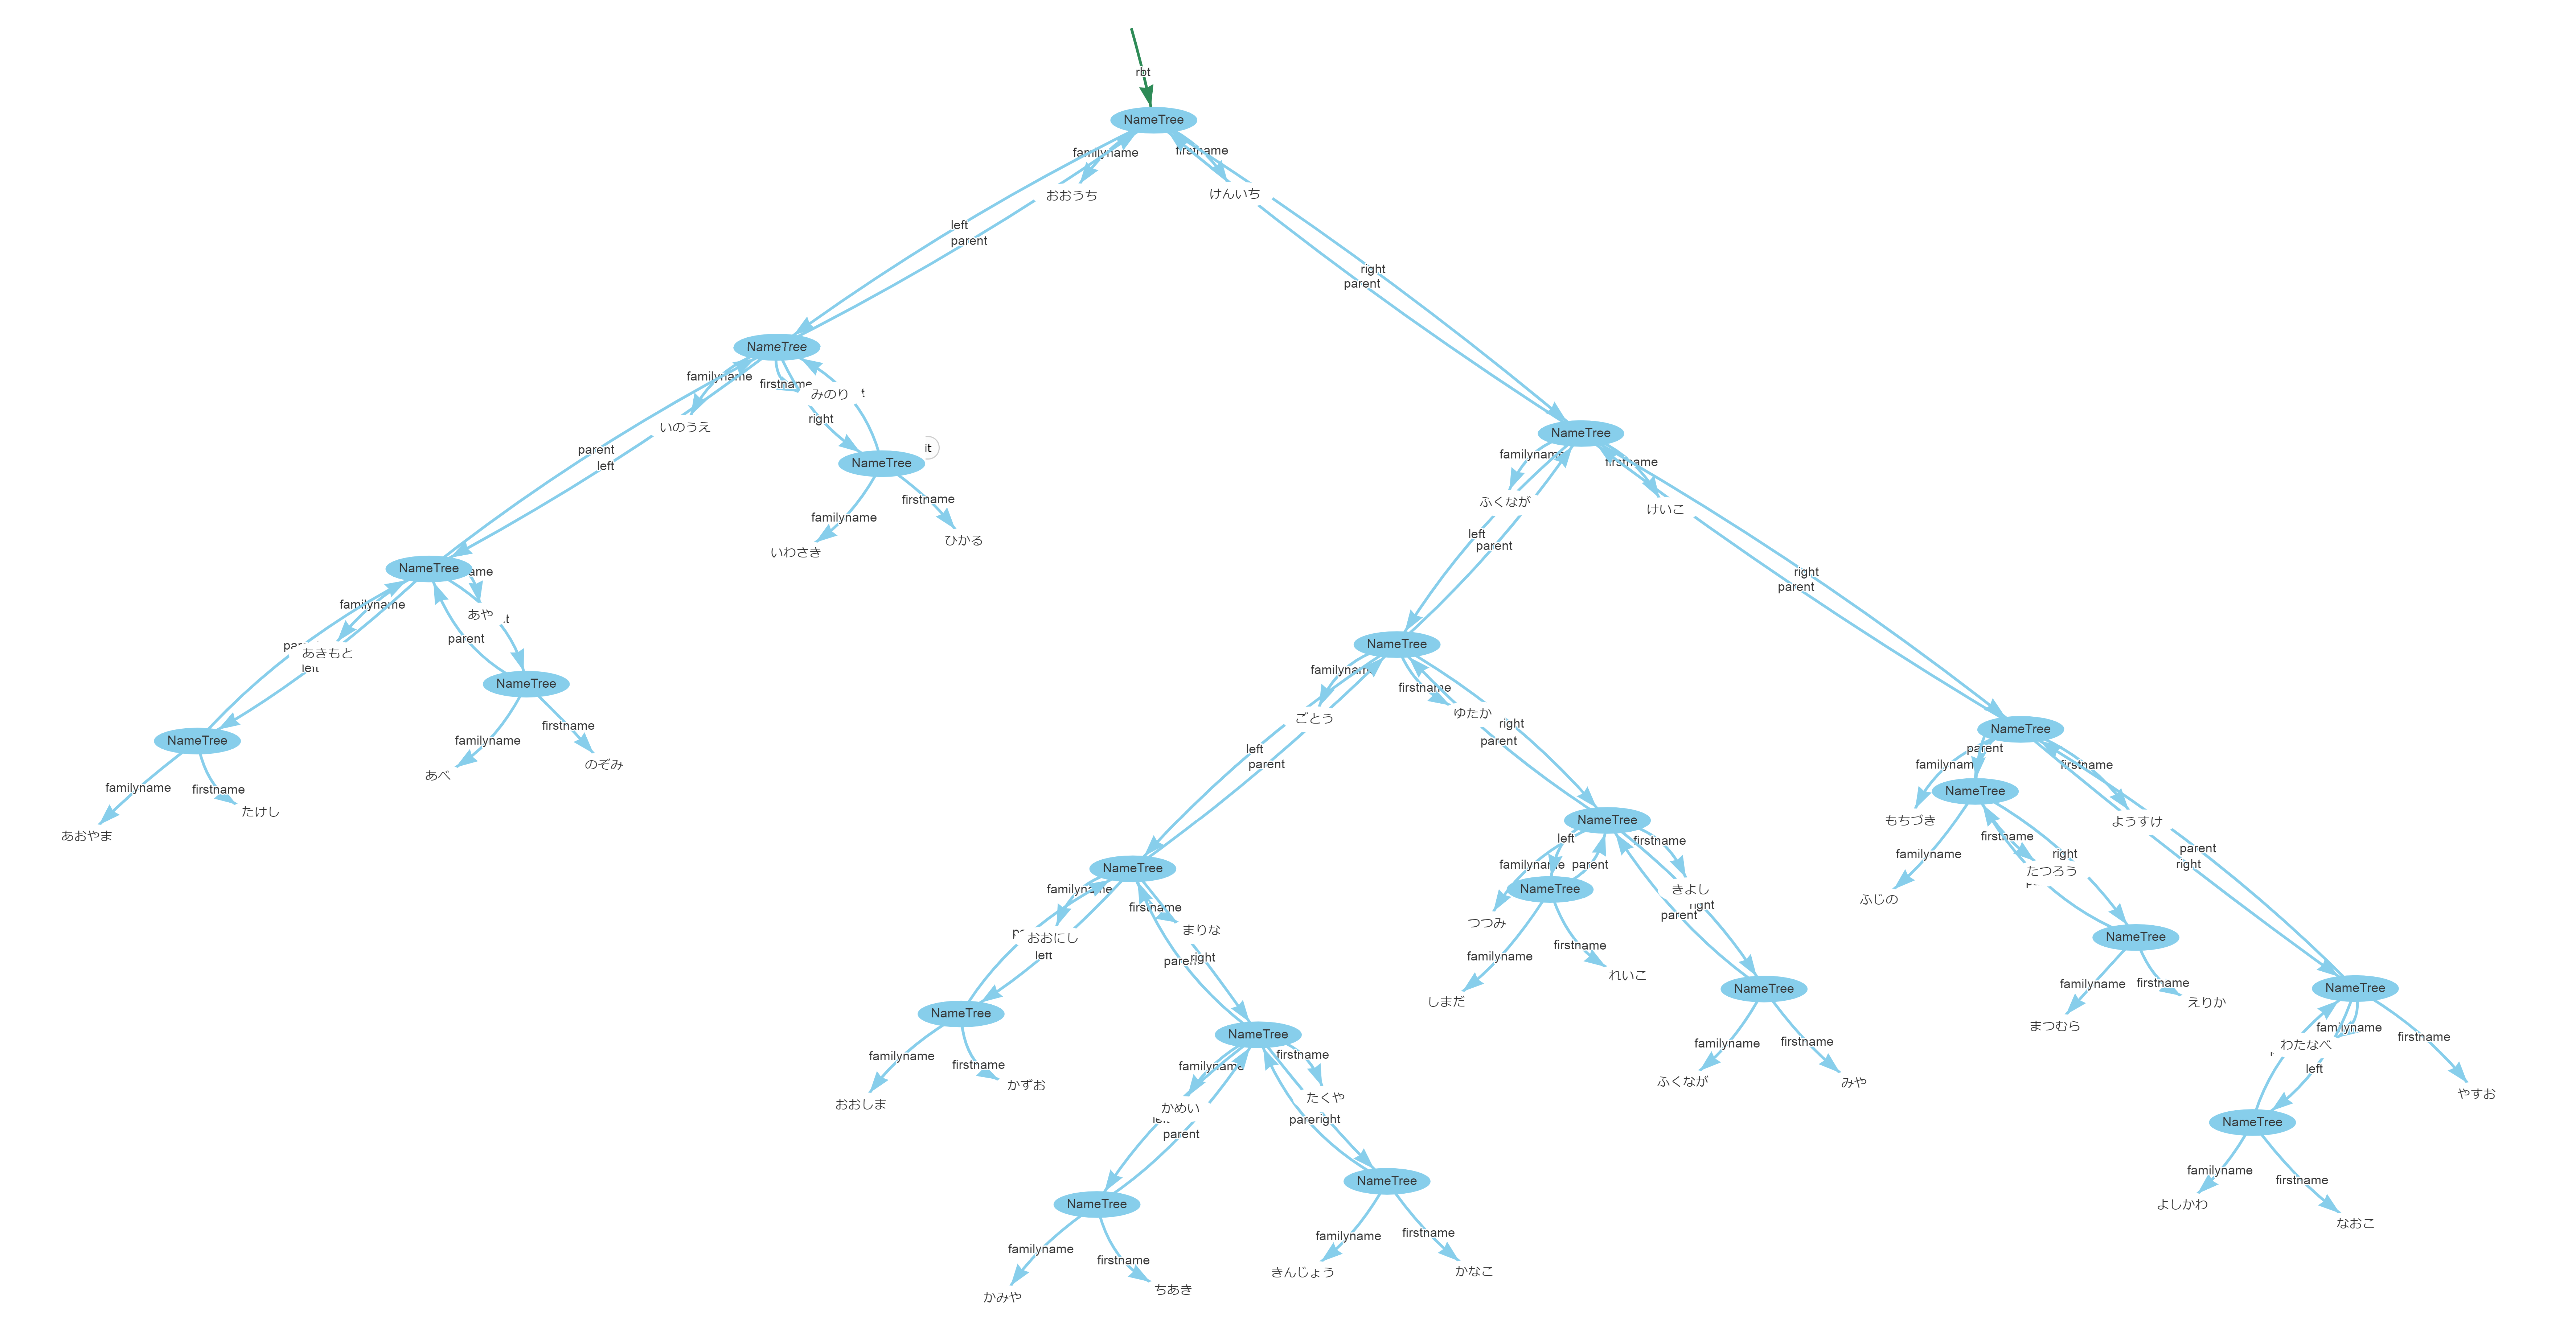 rbt
NameTree
familyname
firstname
おおうち
けんいち
left
parent
right
parent
NameTree
familyname
firstname
みのり
いのうえ
right
parent
left
NameTree
it
familyname
firstname
いわさき
ひかる
NameTree
familyname
firstname
ふくなが
けいこ
left
parent
right
parent
NameTree
familyname
あや
parent
あきもと
left
NameTree
familyname
firstname
あべ
のぞみ
NameTree
familyname
firstname
あおやま
たけし
NameTree
familyname
firstname
ごとう
ゆたか
right
parent
left
parent
NameTree
parent
familyname
firstname
NameTree
もちづき
ようすけ
firstname
right
たつろう
familyname
ふじの
parent
right
NameTree
left
firstname
familyname
parent
NameTree
きよし
つつみ
right
parent
familyname
firstname
しまだ
れいこ
NameTree
familyname
firstname
ふくなが
みや
NameTree
familyname
firstname
おおにし
まりな
left
right
NameTree
familyname
firstname
おおしま
かずお
NameTree
familyname
firstname
かめい
たくや
parent
right
NameTree
familyname
firstname
かみや
ちあき
NameTree
familyname
firstname
きんじょう
かなこ
NameTree
familyname
firstname
まつむら
えりか
NameTree
familyname
firstname
わたなべ
left
やすお
NameTree
familyname
firstname
よしかわ
なおこ